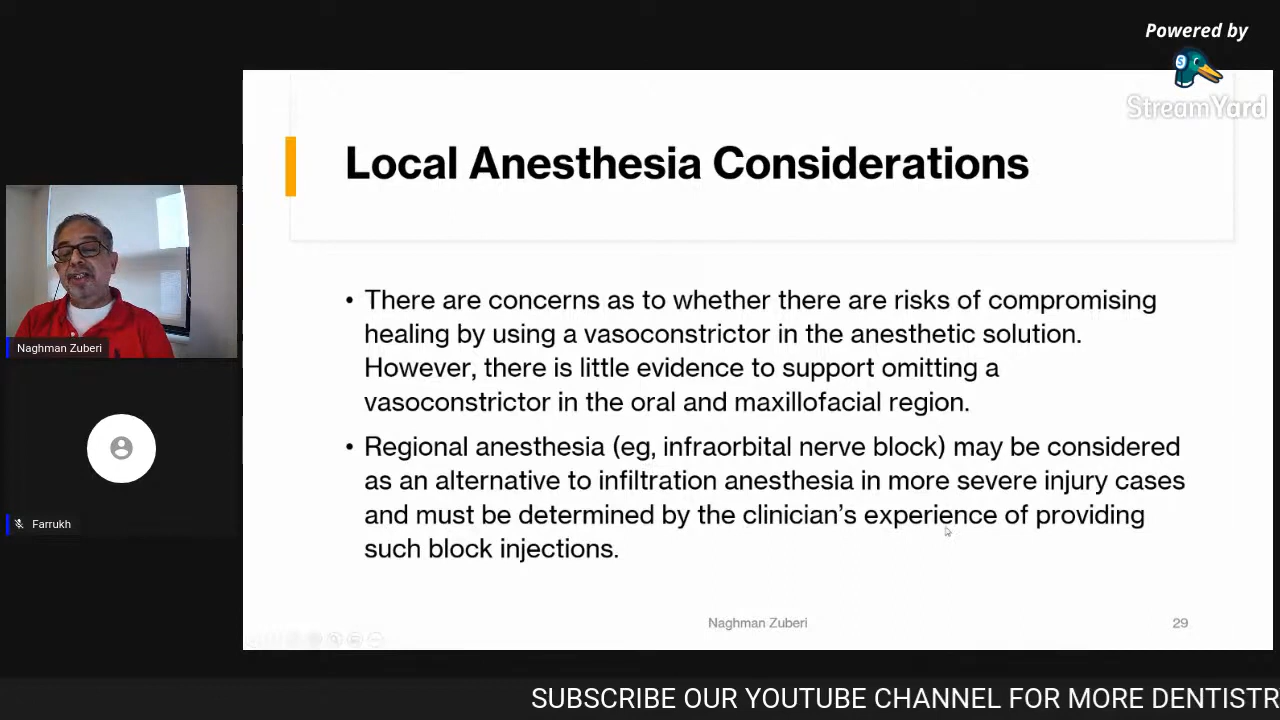 Powered by
StreamYard
Local Anesthesia Considerations
• There are concerns as to whether there are risks of compromising
healing by using a vasoconstrictor in the anesthetic solution.
However, there is little evidence to support omitting a
vasoconstrictor in the oral and maxillofacial region.
• Regional anesthesia (eg, infraorbital nerve block) may be considered
as an alternative to infiltration anesthesia in more severe injury cases
and must be determined by the clinician's experience of providing
such block injections.
Naghman Zuberi
29
Naghman Zuberi
Farrukh
SUBSCRIBE OUR YOUTUBE CHANNEL FOR MORE DENTISTR